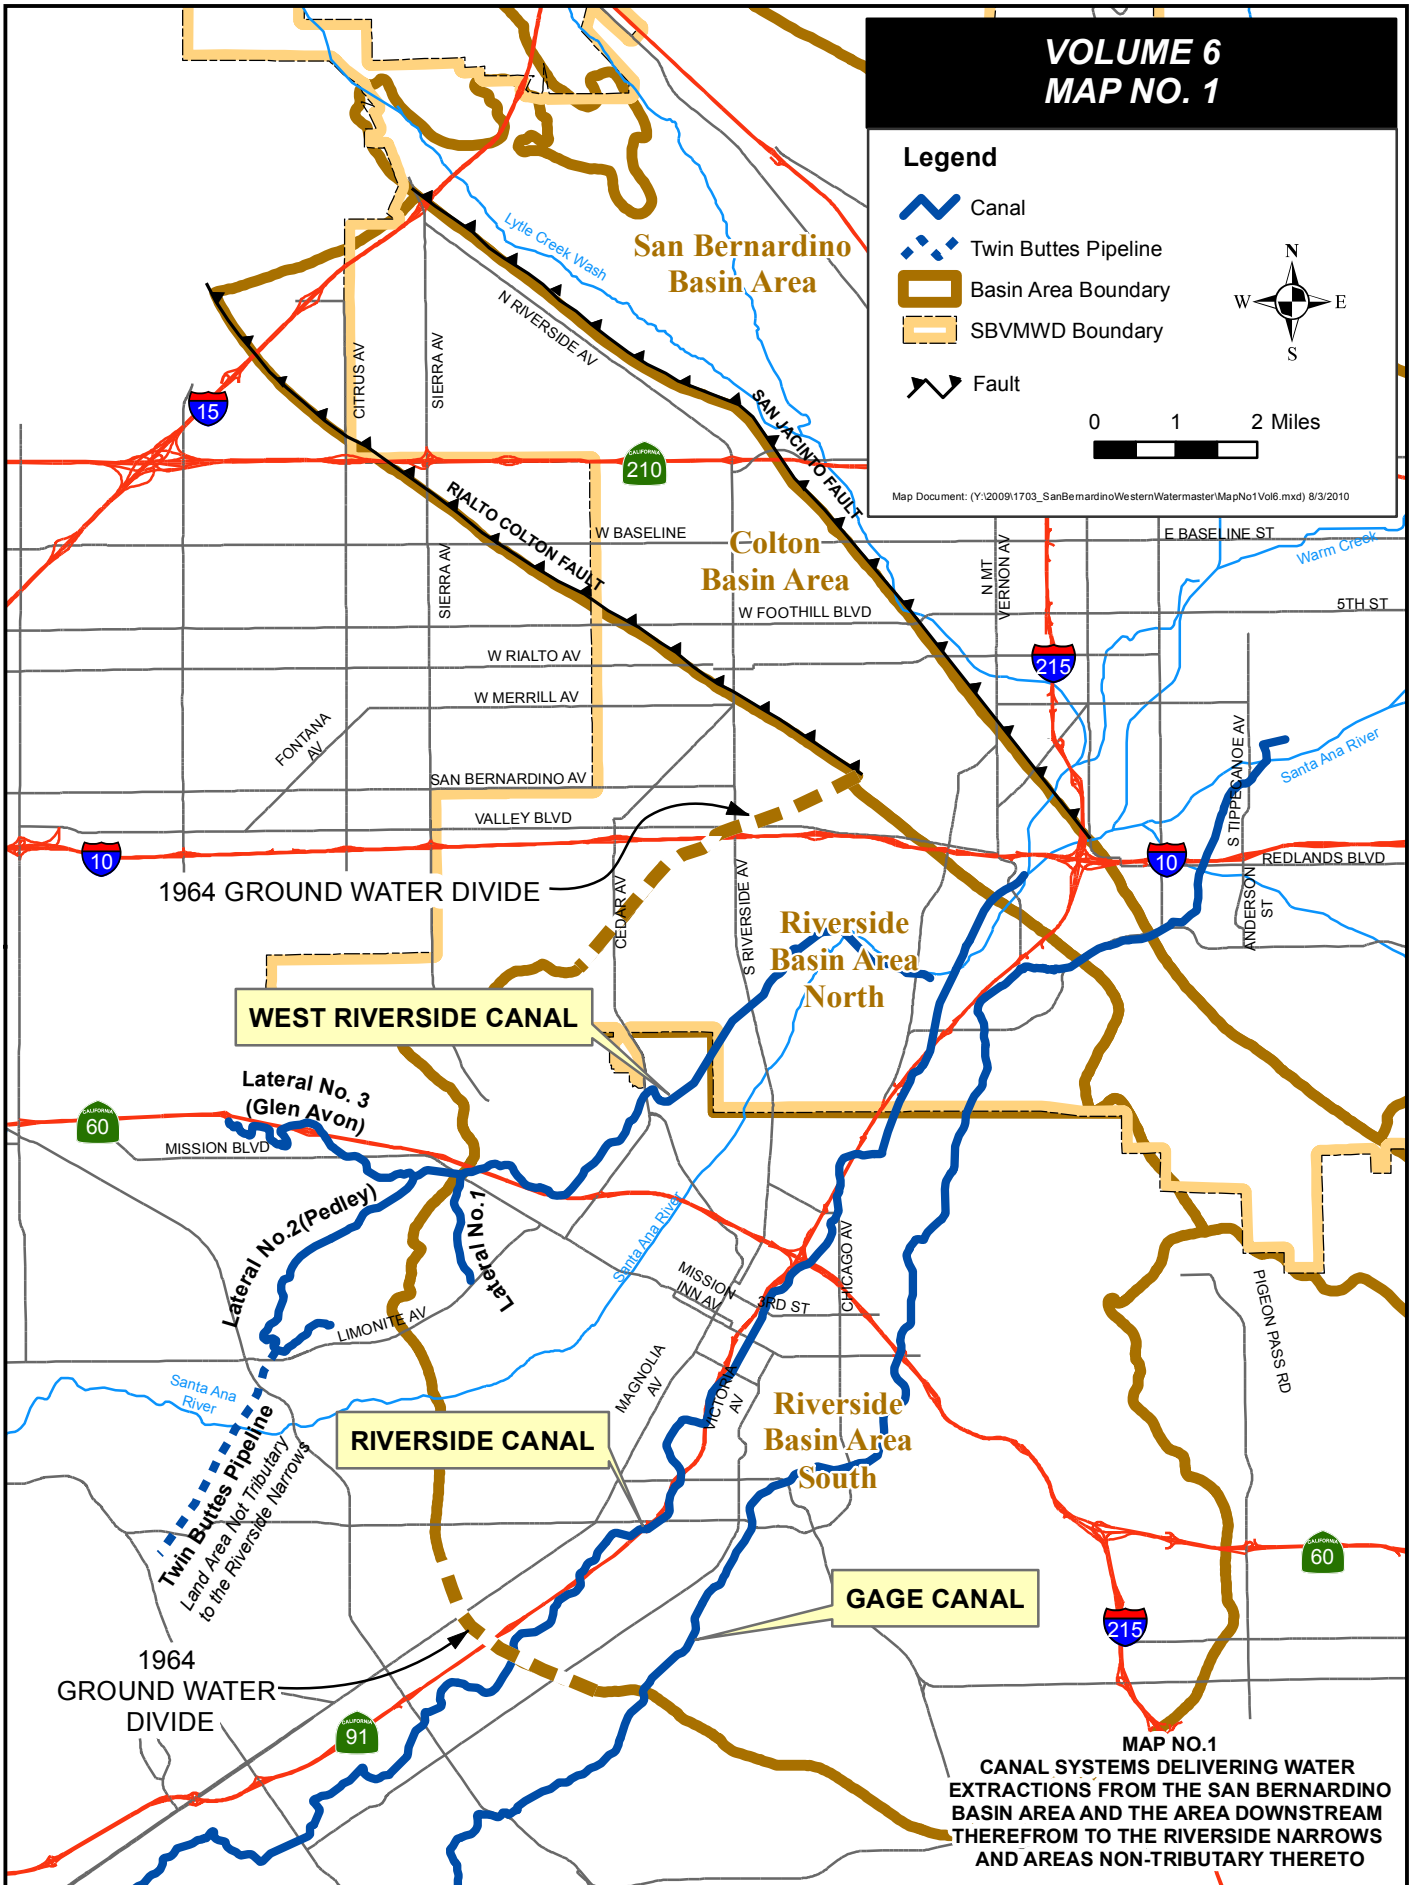 VOLUME 6
MAP NO. 1
Legend
Canal
Twin Buttes Pipeline
Basin Area Boundary
SBVMWD Boundary
Fault
N
W E
S
0 1 2 Miles
Map Document: (Y:\2009\1703_SanBernardinoWesternWatermaster\MapNo1Vol6.mxd) 8/3/2010
San Bernardino
Basin Area
Lytle Creek Wash
N RIVERSIDE AV
CITRUS AV
SIERRA AV
15
CALIFORNIA
210
SAN JACINTO FAULT
RIALTO COLTON FAULT
W BASELINE
Colton
Basin Area
N MT
VERNON AV
E BASELINE ST
Warm Creek
SIERRA AV
W FOOTHILL BLVD
5TH ST
W RIALTO AV
215
W MERRILL AV
FONTANA
AV
S TIPPECANOE AV
Santa Ana River
SAN BERNARDINO AV
VALLEY BLVD
10
10
REDLANDS BLVD
1964 GROUND WATER DIVIDE
CEDAR AV
S RIVERSIDE AV
ANDERSON
ST
Riverside
Basin Area
North
WEST RIVERSIDE CANAL
Lateral No. 3
(Glen Avon)
CALIFORNIA
60
MISSION BLVD
Lateral No.2(Pedley)
Lateral No.1
Santa Ana River
CHICAGO AV
MISSION
INN AV
3RD ST
PIGEON PASS RD
LIMONITE AV
Santa Ana
River
MAGNOLIA
AV
VICTORIA
AV
Riverside
Basin Area
South
RIVERSIDE CANAL
Twin Buttes Pipeline
Land Area Not Tributary
to the Riverside Narrows
CALIFORNIA
60
GAGE CANAL
215
1964
GROUND WATER
DIVIDE
CALIFORNIA
91
MAP NO.1
CANAL SYSTEMS DELIVERING WATER
EXTRACTIONS FROM THE SAN BERNARDINO
BASIN AREA AND THE AREA DOWNSTREAM
THEREFROM TO THE RIVERSIDE NARROWS
AND AREAS NON-TRIBUTARY THERETO